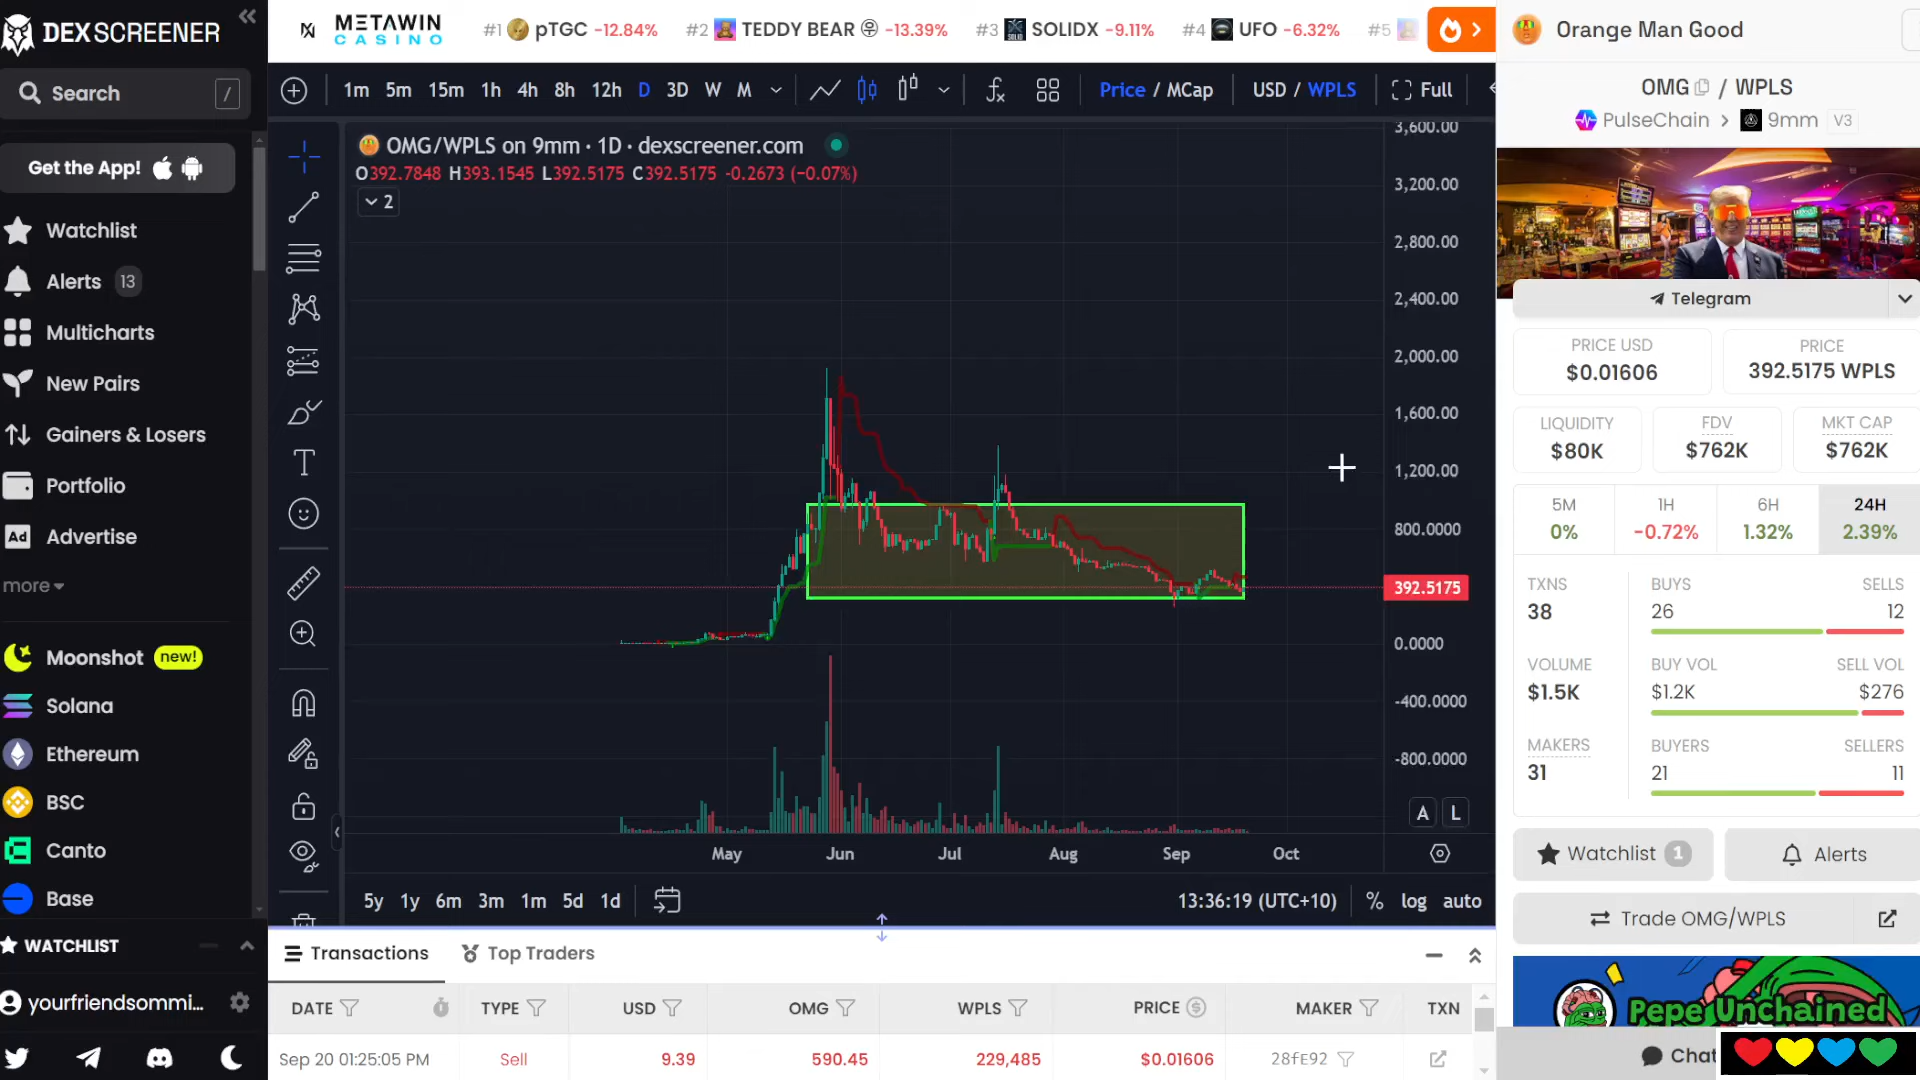 DEX SCREENER
Search /
Get the App!
Watchlist
Alerts 13
Multicharts
New Pairs
Gainers & Losers
Portfolio
Ad Advertise
more
Moonshot new!
Solana
Ethereum
BSC
Canto
Base
WATCHLIST
yourfriendsommi...
METAWIN
CASINO
#1 pTGC -12.84%
#2 TEDDY BEAR -13.39%
#3 SOLIDX -9.11%
#4 UFO -6.32%
#5
1m 5m 15m 1h 4h 8h 12h D 3D W M
Price / MCap
USD / WPLS
Full
OMG/WPLS on 9mm · 1D · dexscreener.com
O392.7848 H393.1545 L392.5175 C392.5175 -0.2673 (-0.07%)
2
3,600.00
3,200.00
2,800.00
2,400.00
2,000.00
1,600.00
1,200.00
800.0000
392.5175
0.0000
-400.0000
-800.0000
A L
May Jun Jul Aug Sep Oct
5y 1y 6m 3m 1m 5d 1d
13:36:19 (UTC+10) % log auto
Transactions Top Traders
DATE TYPE USD OMG WPLS PRICE MAKER TXN
Sep 20 01:25:05 PM Sell 9.39 590.45 229,485 $0.01606 28fE92
Orange Man Good
OMG / WPLS
PulseChain > 9mm V3
Telegram
PRICE USD
$0.01606
PRICE
392.5175 WPLS
LIQUIDITY
$80K
FDV
$762K
MKT CAP
$762K
5M
0%
1H
-0.72%
6H
1.32%
24H
2.39%
TXNS
38
BUYS
26
SELLS
12
VOLUME
$1.5K
BUY VOL
$1.2K
SELL VOL
$276
MAKERS
31
BUYERS
21
SELLERS
11
Watchlist 1
Alerts
Trade OMG/WPLS
Pepe Unchained
Chat